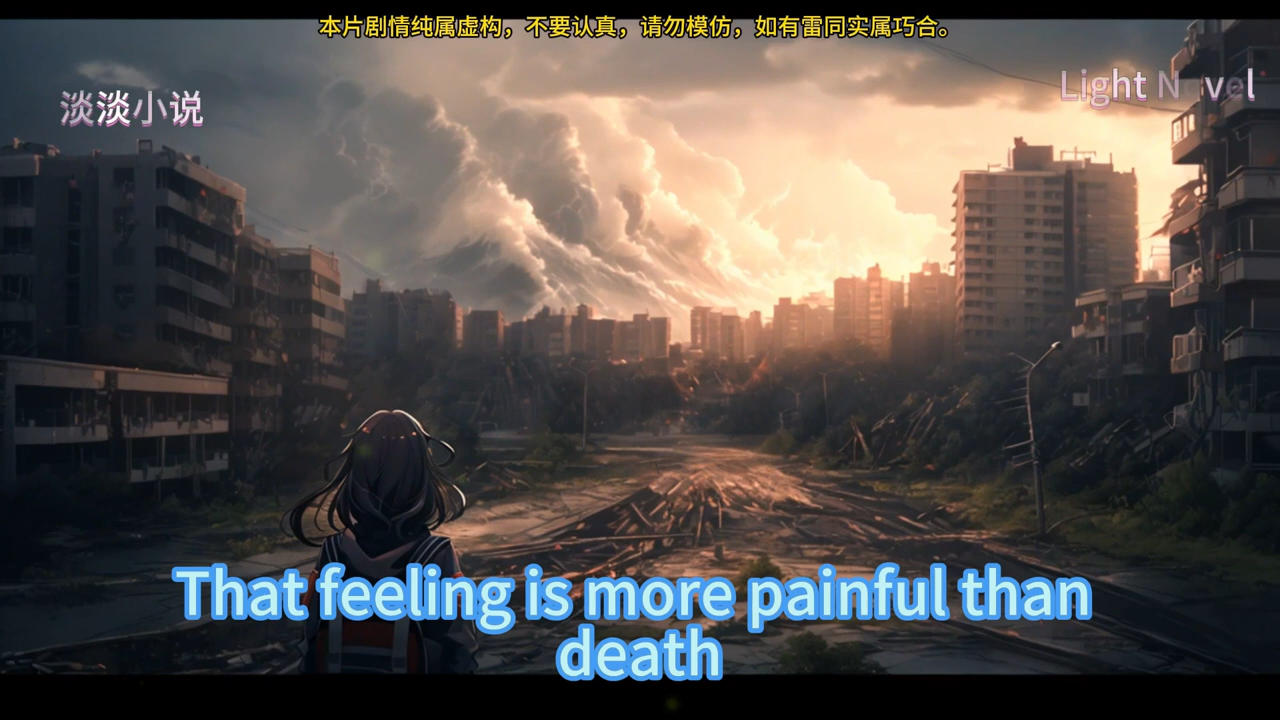 本片剧情纯属虚构，不要认真，请勿模仿，如有雷同实属巧合。
淡淡小说
Light Novel
That feeling is more painful than
death